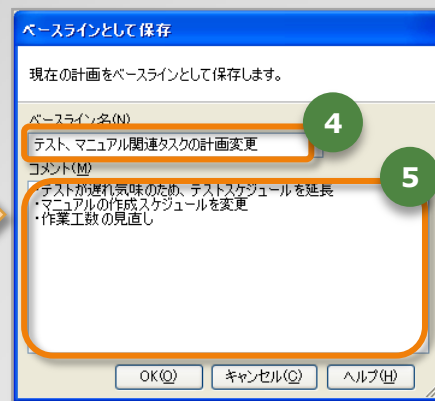 ベースラインとして保存
現在の計画をベースラインとして保存します。
ベースライン名(N)
4
テスト、マニュアル関連タスクの計画変更
コメント(M)
5
・テストが遅れ気味のため、テストスケジュールを延長
・マニュアルの作成スケジュールを変更
・作業工数の見直し
OK(O) キャンセル(C) ヘルプ(H)